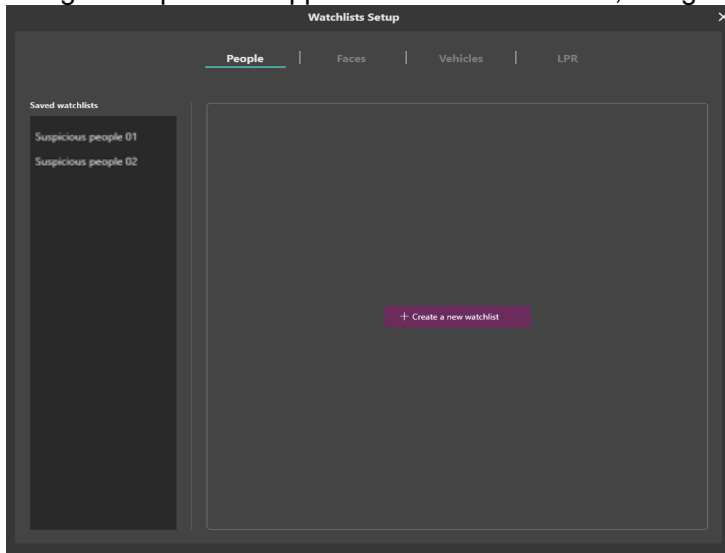 Watchlists Setup
People | Faces | Vehicles | LPR
Saved watchlists
Suspicious people 01
Suspicious people 02
+ Create a new watchlist